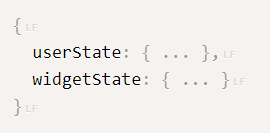 { LF
userState: { ... }, LF
widgetState: { ... } LF
} LF